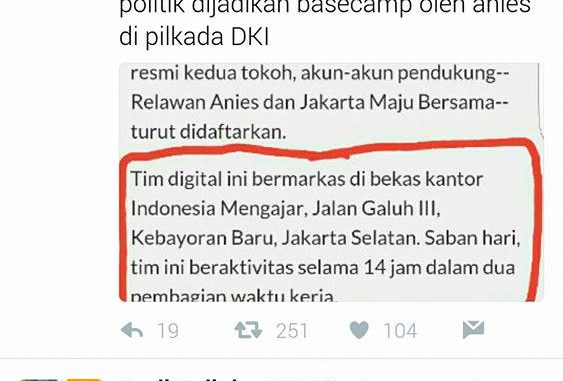 politik dijadikan basecamp oleh anies
di pilkada DKI
resmi kedua tokoh, akun-akun pendukung--
Relawan Anies dan Jakarta Maju Bersama--
turut didaftarkan.
Tim digital ini bermarkas di bekas kantor
Indonesia Mengajar, Jalan Galuh III,
Kebayoran Baru, Jakarta Selatan. Saban hari,
tim ini beraktivitas selama 14 jam dalam dua
pembagian waktu kerja.
19 251 104